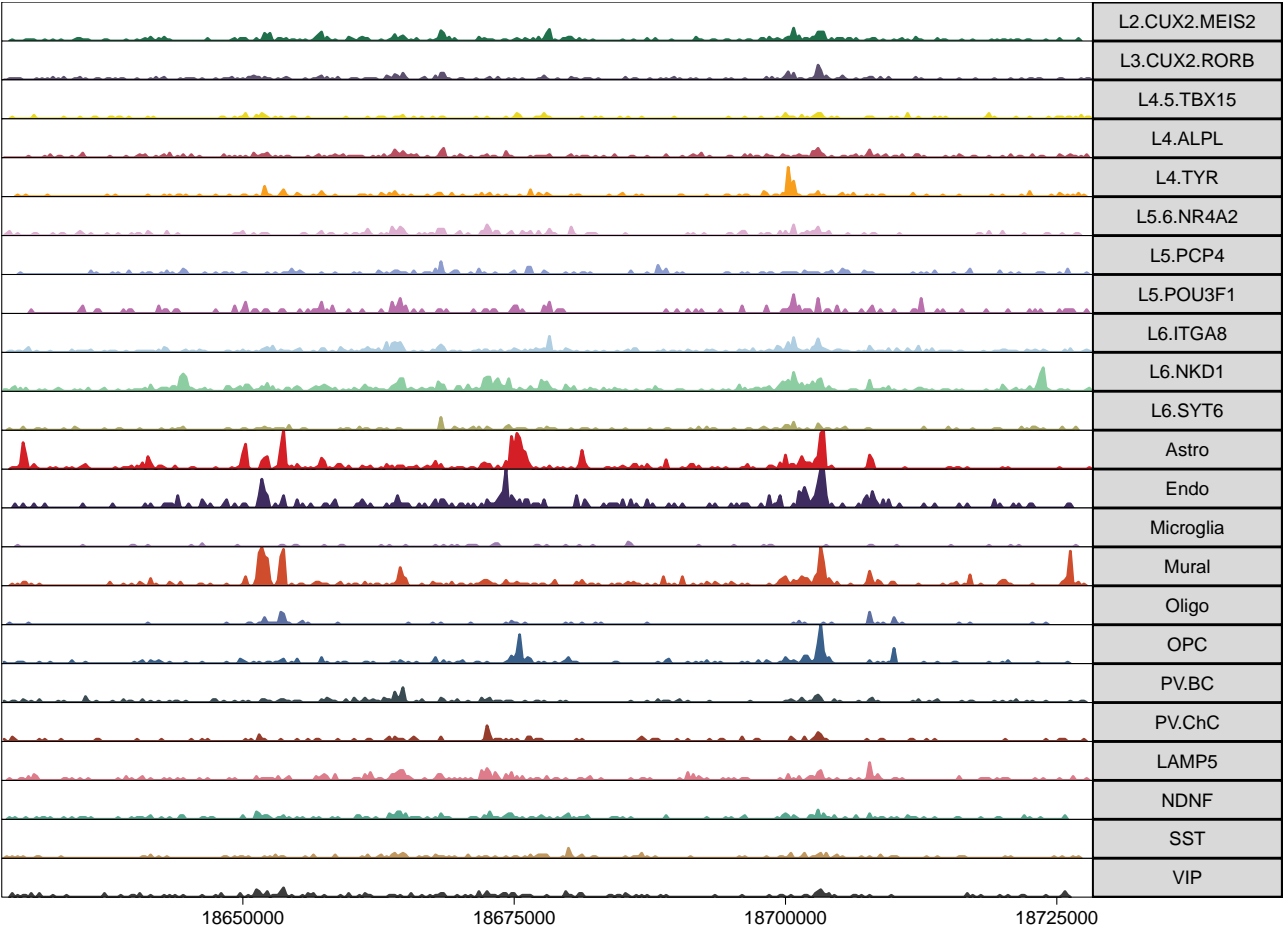 L2.CUX2.MEIS2
L3.CUX2.RORB
L4.5.TBX15
L4.ALPL
L4.TYR
L5.6.NR4A2
L5.PCP4
L5.POU3F1
L6.ITGA8
L6.NKD1
L6.SYT6
Astro
Endo
Microglia
Mural
Oligo
OPC
PV.BC
PV.ChC
LAMP5
NDNF
SST
VIP
18650000 18675000 18700000 18725000